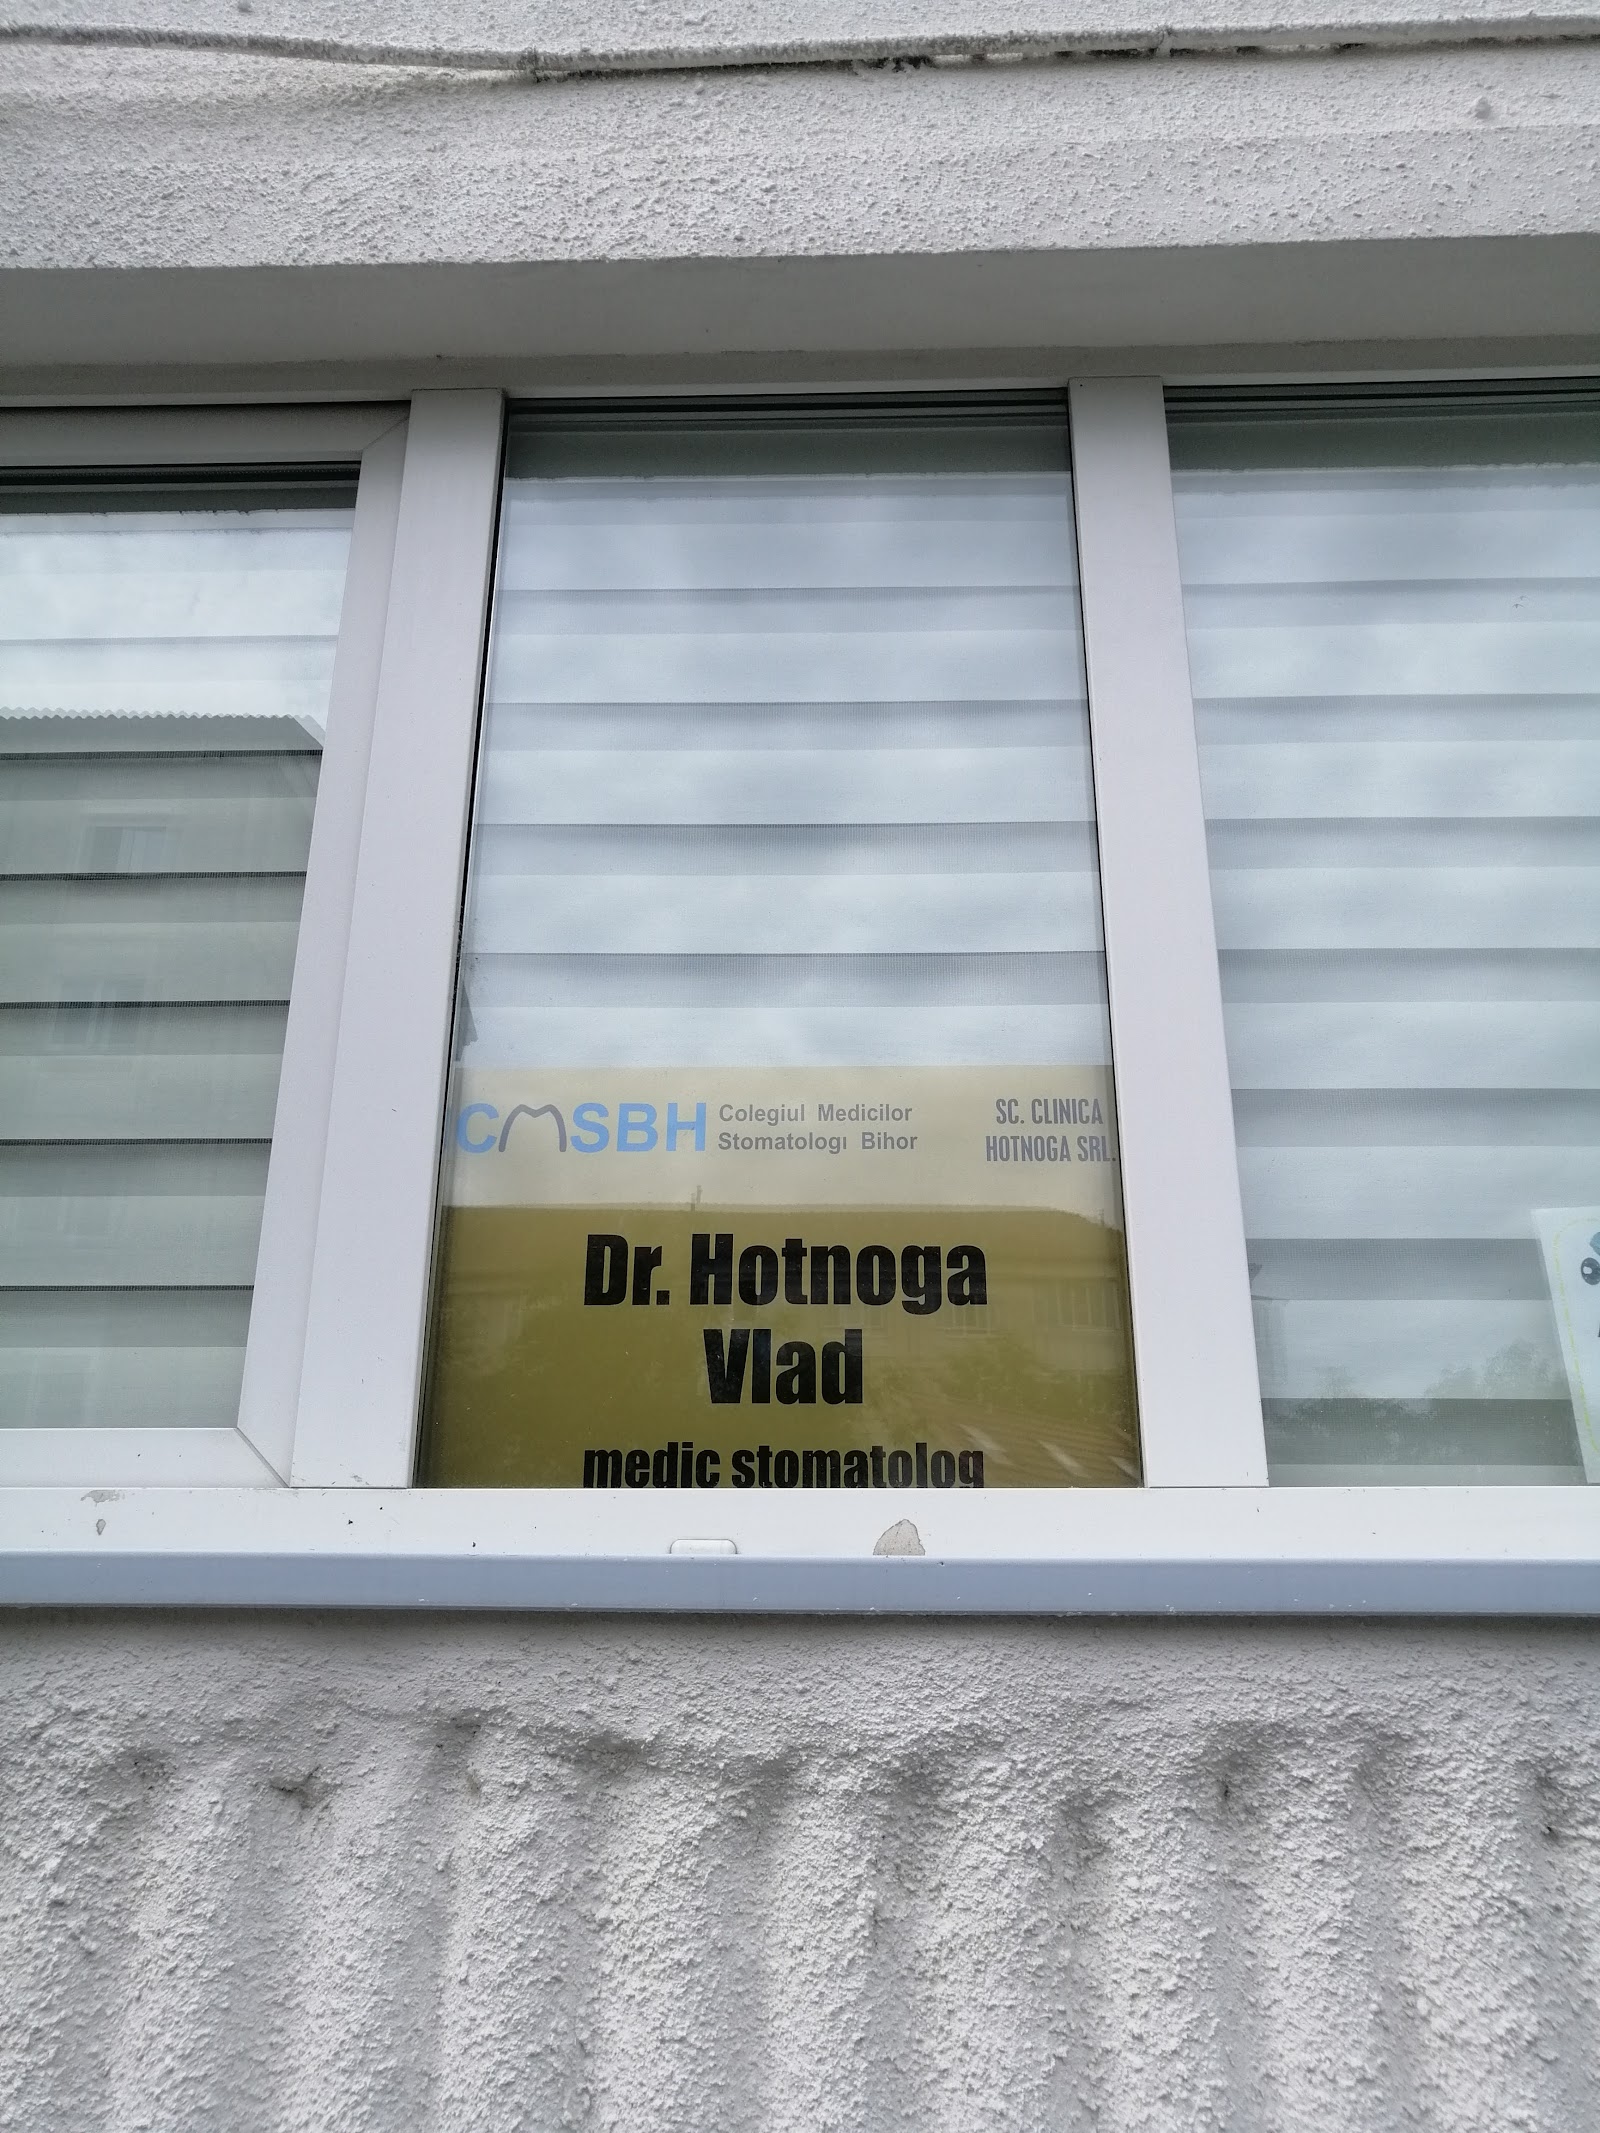 CMSBH Colegiul Medicilor
Stomatologi Bihor
SC. CLINICA
HOTNOGA SRL.
Dr. Hotnoga
Vlad
medic stomatolog